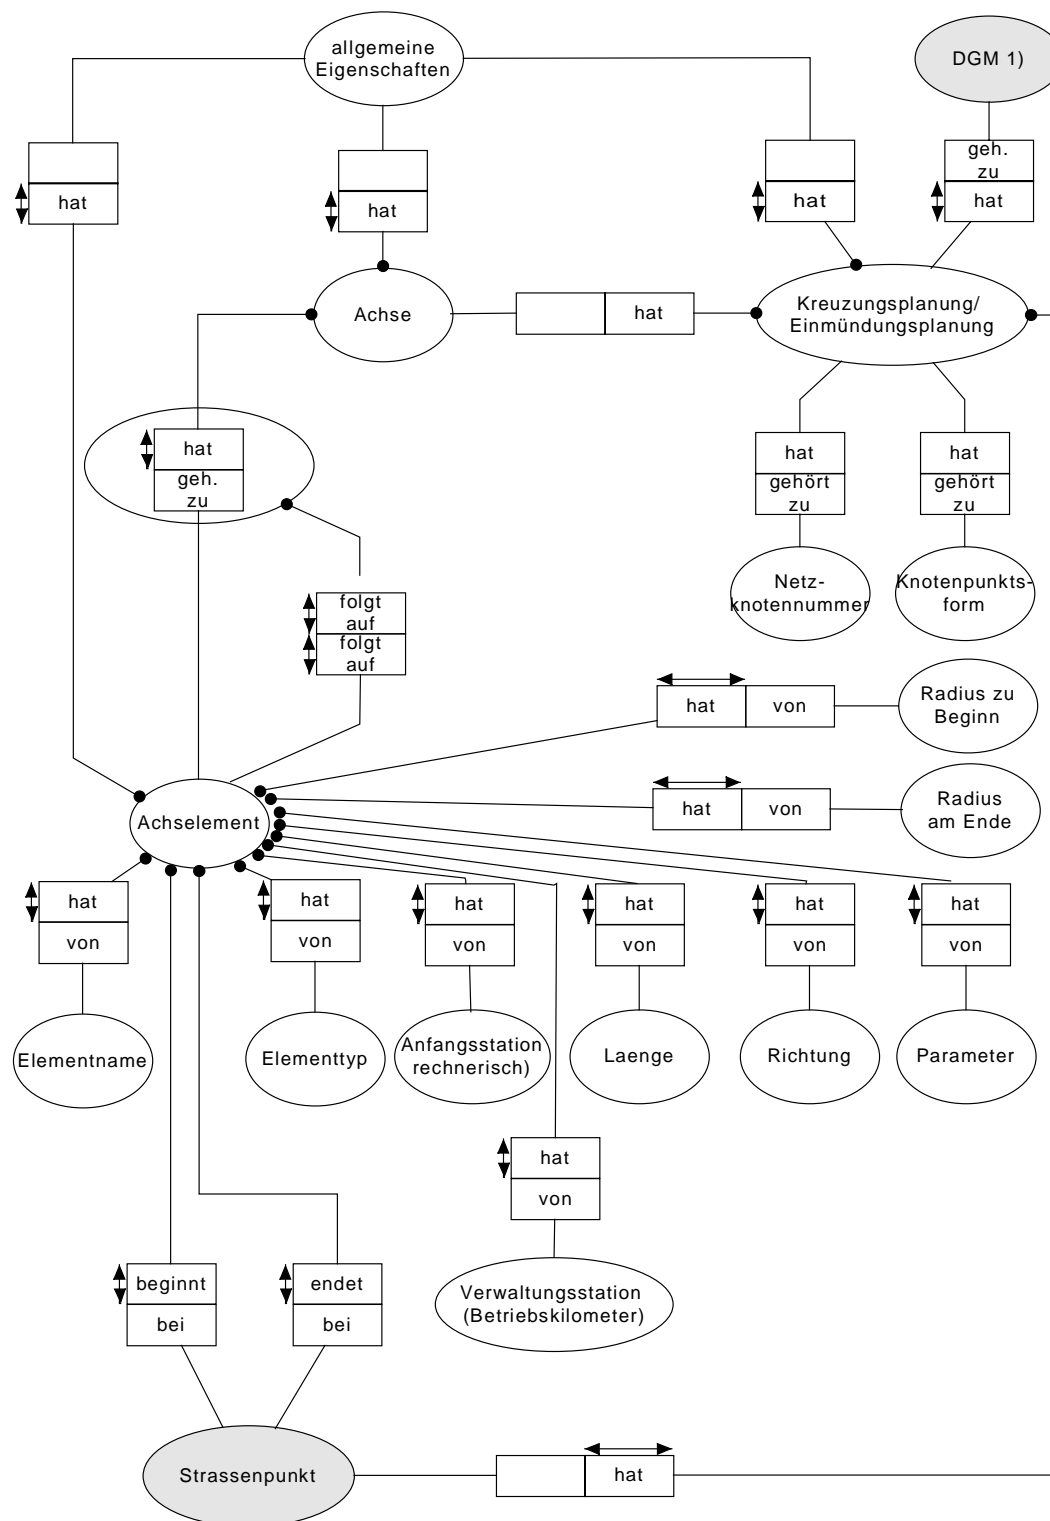 allgemeine
Eigenschaften
DGM 1)
geh.
zu
hat
hat
hat
hat
Achse
hat
Kreuzungsplanung/
Einmündungsplanung
hat
geh.
zu
hat
gehört
zu
hat
gehört
zu
Netz-
knotennummer
Knotenpunkts-
form
folgt
auf
folgt
auf
hat
von
Radius zu
Beginn
hat
von
Radius
am Ende
Achselement
hat
von
hat
von
hat
von
hat
von
hat
von
hat
von
Elementname
Elementtyp
Anfangsstation
rechnerisch)
Laenge
Richtung
Parameter
hat
von
beginnt
bei
endet
bei
Verwaltungsstation
(Betriebskilometer)
Strassenpunkt
hat